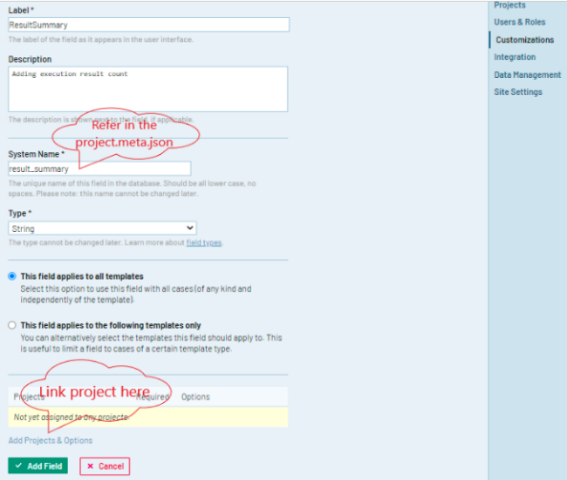 Label *
ResultSummary
The label of the field as it appears in the user interface.
Description
Adding execution result count
The description is shown next to the field, if applicable.
Refer in the
project.meta.json
System Name *
result_summary
The unique name of this field in the database. Should be all lower case, no
spaces. Please note: this name cannot be changed later.
Type *
String
The type cannot be changed later. Learn more about field types.
This field applies to all templates
Select this option to use this field with all cases (of any kind and
independently of the template).
This field applies to the following templates only
You can alternatively select the templates this field should apply to. This
is useful to limit a field to cases of a certain template type.
Link project here
Projects Required Options
Not yet assigned to any projects.
Add Projects & Options
Add Field
Cancel
Projects
Users & Roles
Customizations
Integration
Data Management
Site Settings